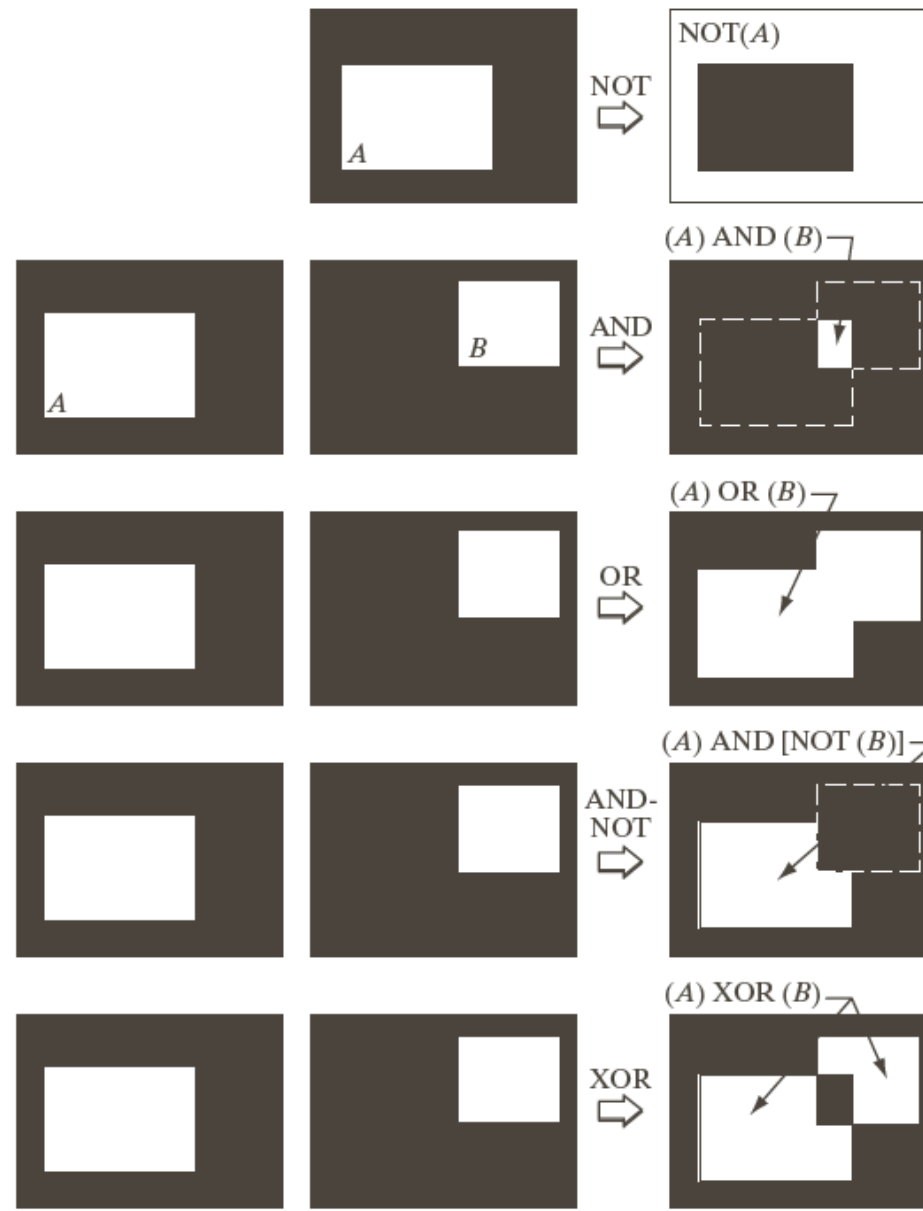 NOT
NOT(A)
A
(A) AND (B)
A
B
AND
(A) OR (B)
OR
(A) AND [NOT (B)]
AND-
NOT
(A) XOR (B)
XOR